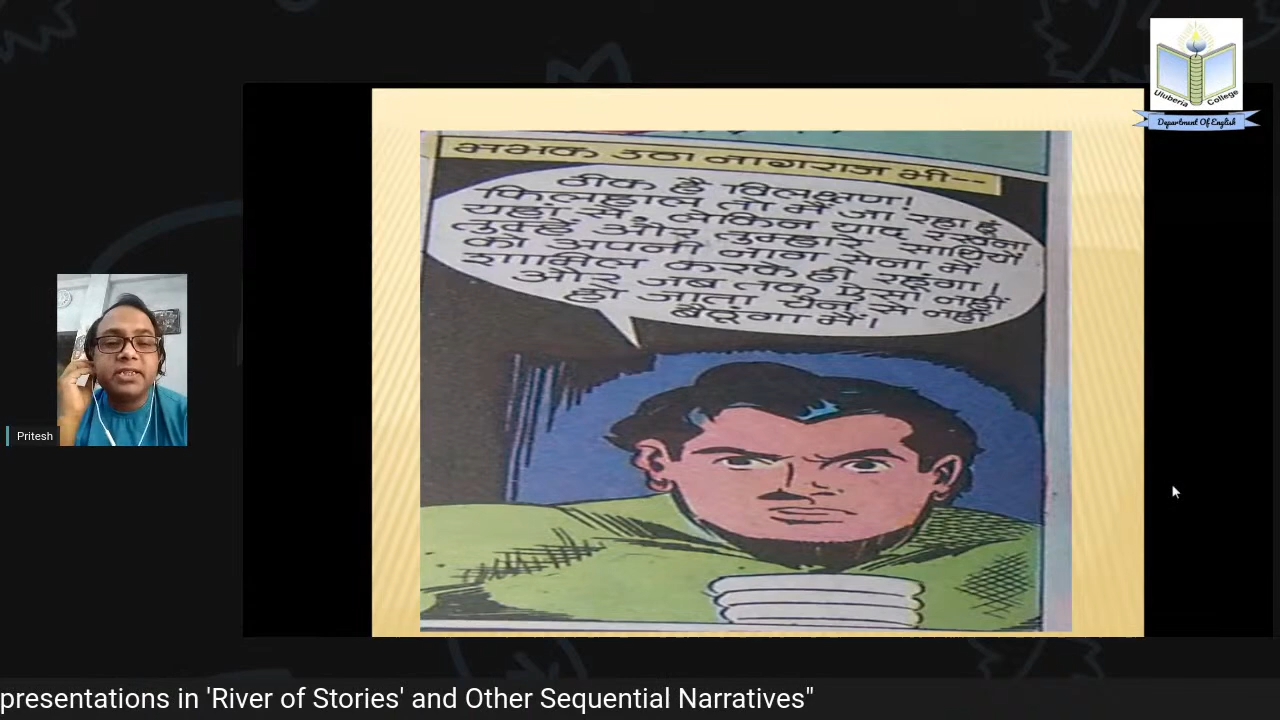 Uluberia College
Department Of English
भभक उठा नागराज भी--
ठीक है विलक्षण!
फिलहाल तो मैं जा रहा हूं
यहां से, लेकिन याद रखना
तुम्हें और तुम्हारे साथियों
को अपनी नाग सेना में
शामिल करके ही रहूंगा।
और जब तक ऐसा नहीं
हो जाता चैन से नहीं
बैठूंगा मैं।
Pritesh
presentations in 'River of Stories' and Other Sequential Narratives"